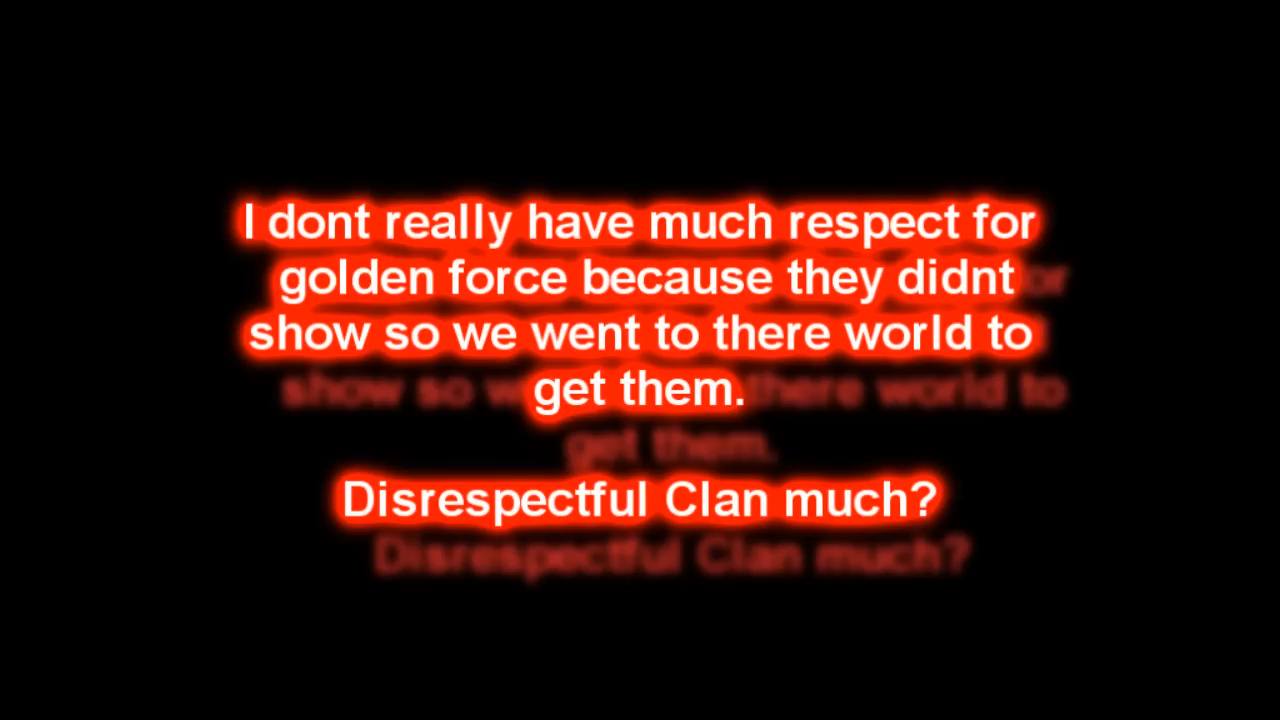 I dont really have much respect for
golden force because they didnt
show so we went to there world to
get them.
Disrespectful Clan much?